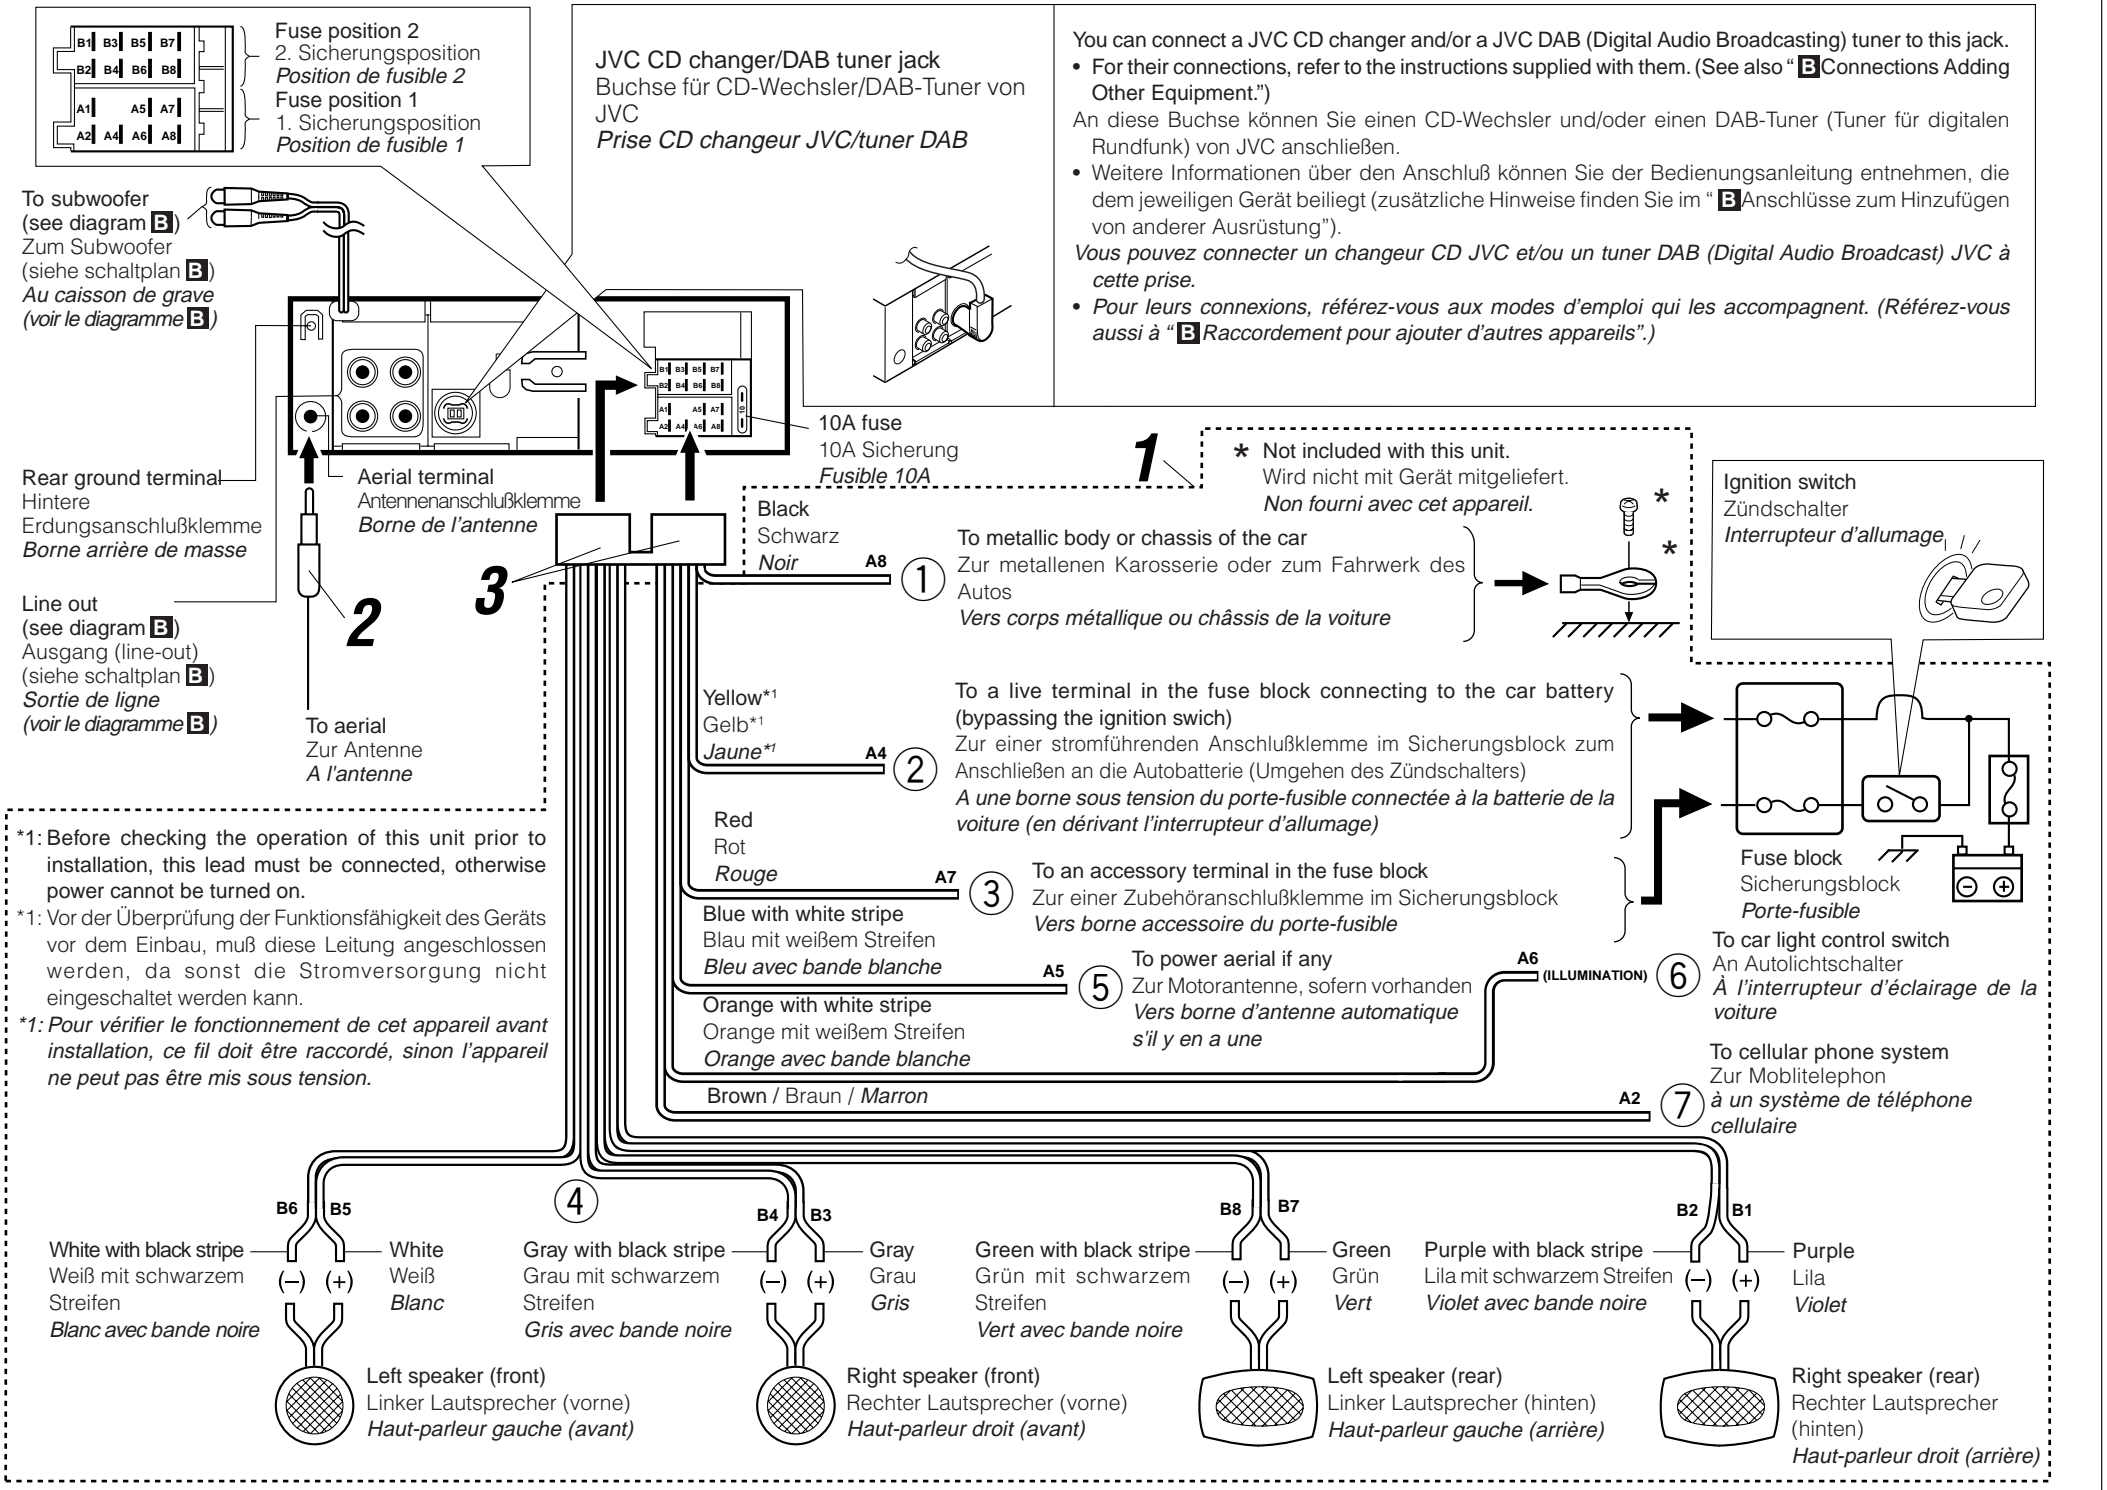 B1 B3 B5 B7
B2 B4 B6 B8
A1 A5 A7
A2 A4 A6 A8
Fuse position 2
2. Sicherungsposition
Position de fusible 2
Fuse position 1
1. Sicherungsposition
Position de fusible 1
JVC CD changer/DAB tuner jack
Buchse für CD-Wechsler/DAB-Tuner von
JVC
Prise CD changeur JVC/tuner DAB
You can connect a JVC CD changer and/or a JVC DAB (Digital Audio Broadcasting) tuner to this jack.
• For their connections, refer to the instructions supplied with them. (See also “ B Connections Adding
Other Equipment.”)
An diese Buchse können Sie einen CD-Wechsler und/oder einen DAB-Tuner (Tuner für digitalen
Rundfunk) von JVC anschließen.
• Weitere Informationen über den Anschluß können Sie der Bedienungsanleitung entnehmen, die
dem jeweiligen Gerät beiliegt (zusätzliche Hinweise finden Sie im “ B Anschlüsse zum Hinzufügen
von anderer Ausrüstung”).
Vous pouvez connecter un changeur CD JVC et/ou un tuner DAB (Digital Audio Broadcast) JVC à
cette prise.
• Pour leurs connexions, référez-vous aux modes d’emploi qui les accompagnent. (Référez-vous
aussi à “ B Raccordement pour ajouter d’autres appareils”.)
To subwoofer
(see diagram B )
Zum Subwoofer
(siehe schaltplan B )
Au caisson de grave
(voir le diagramme B )
B1 B3 B5 B7
B2 B4 B6 B8
A1 A5 A7
A2 A4 A6 A8
10
10A fuse
10A Sicherung
Fusible 10A
Rear ground terminal
Hintere
Erdungsanschlußklemme
Borne arrière de masse
Aerial terminal
Antennenanschlußklemme
Borne de l’antenne
Line out
(see diagram B )
Ausgang (line-out)
(siehe schaltplan B )
Sortie de ligne
(voir le diagramme B )
2
To aerial
Zur Antenne
A l'antenne
3
1
* Not included with this unit.
Wird nicht mit Gerät mitgeliefert.
Non fourni avec cet appareil.
*
*
Ignition switch
Zündschalter
Interrupteur d’allumage
Black
Schwarz
Noir
A8
1
To metallic body or chassis of the car
Zur metallenen Karosserie oder zum Fahrwerk des
Autos
Vers corps métallique ou châssis de la voiture
Yellow*1
Gelb*1
Jaune*1
A4
2
To a live terminal in the fuse block connecting to the car battery
(bypassing the ignition swich)
Zur einer stromführenden Anschlußklemme im Sicherungsblock zum
Anschließen an die Autobatterie (Umgehen des Zündschalters)
A une borne sous tension du porte-fusible connectée à la batterie de la
voiture (en dérivant l’interrupteur d’allumage)
Red
Rot
Rouge
A7
3
To an accessory terminal in the fuse block
Zur einer Zubehöranschlußklemme im Sicherungsblock
Vers borne accessoire du porte-fusible
Fuse block
Sicherungsblock
Porte-fusible
*1: Before checking the operation of this unit prior to
installation, this lead must be connected, otherwise
power cannot be turned on.
*1: Vor der Überprüfung der Funktionsfähigkeit des Geräts
vor dem Einbau, muß diese Leitung angeschlossen
werden, da sonst die Stromversorgung nicht
eingeschaltet werden kann.
*1: Pour vérifier le fonctionnement de cet appareil avant
installation, ce fil doit être raccordé, sinon l’appareil
ne peut pas être mis sous tension.
Blue with white stripe
Blau mit weißem Streifen
Bleu avec bande blanche
A5
5
To power aerial if any
Zur Motorantenne, sofern vorhanden
Vers borne d'antenne automatique
s'il y en a une
Orange with white stripe
Orange mit weißem Streifen
Orange avec bande blanche
A6
(ILLUMINATION)
6
To car light control switch
An Autolichtschalter
À l’interrupteur d’éclairage de la
voiture
Brown / Braun / Marron
A2
7
To cellular phone system
Zur Moblitelephon
à un système de téléphone
cellulaire
4
B6 B5
White with black stripe
Weiß mit schwarzem
Streifen
Blanc avec bande noire
(–) (+)
White
Weiß
Blanc
Left speaker (front)
Linker Lautsprecher (vorne)
Haut-parleur gauche (avant)
B4 B3
Gray with black stripe
Grau mit schwarzem
Streifen
Gris avec bande noire
(–) (+)
Gray
Grau
Gris
Right speaker (front)
Rechter Lautsprecher (vorne)
Haut-parleur droit (avant)
B8 B7
Green with black stripe
Grün mit schwarzem
Streifen
Vert avec bande noire
(–) (+)
Green
Grün
Vert
Left speaker (rear)
Linker Lautsprecher (hinten)
Haut-parleur gauche (arrière)
B2 B1
Purple with black stripe
Lila mit schwarzem Streifen
Violet avec bande noire
(–) (+)
Purple
Lila
Violet
Right speaker (rear)
Rechter Lautsprecher
(hinten)
Haut-parleur droit (arrière)